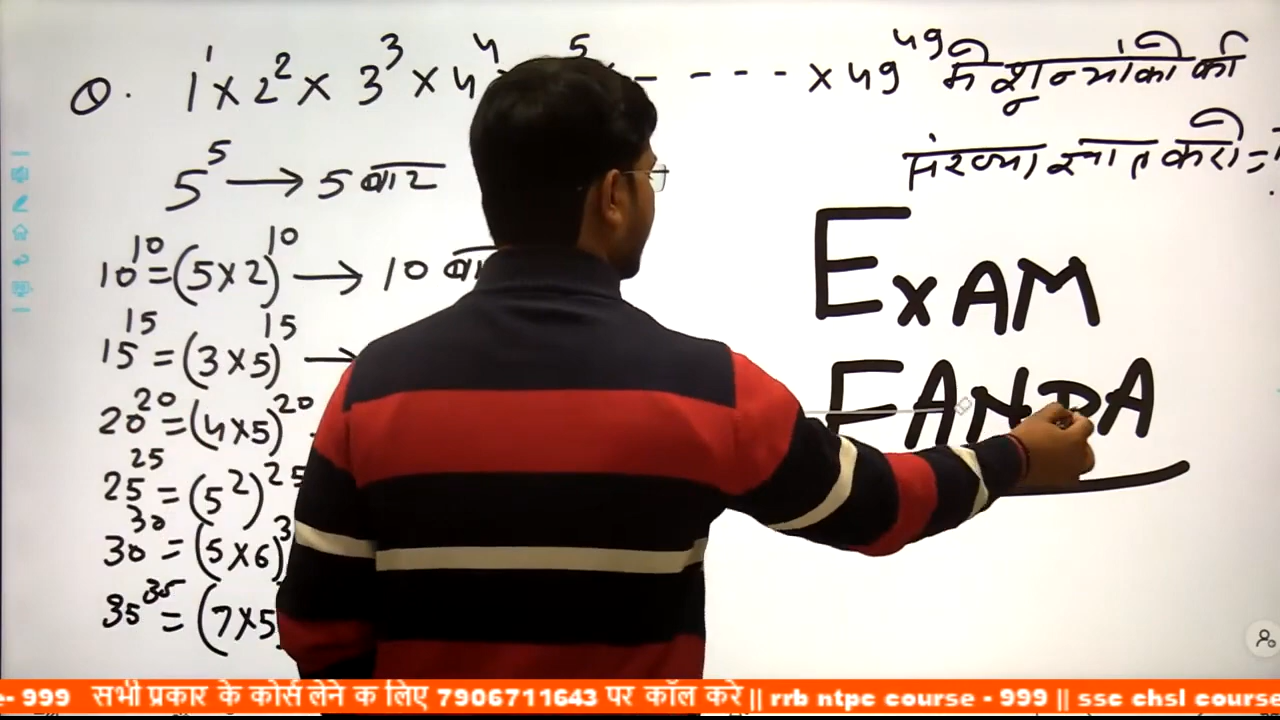 Q. 1¹ × 2² × 3³ × 4⁴ 5 - - - - - × 49⁴⁹ में शून्यांको की
संख्या ज्ञात करो = ?
5⁵ → 5 बार
10¹⁰ = (5×2)¹⁰ → 10
15¹⁵ = (3×5)¹⁵ →
20²⁰ = (4×5)²⁰
25²⁵ = (5²)²⁵
30³⁰ = (5×6)³
35³⁵ = (7×5
EXAM
FANDA
- 999 सभी प्रकार के कोर्स लेने क लिए 7906711643 पर कॉल करे || rrb ntpc course - 999 || ssc chsl course